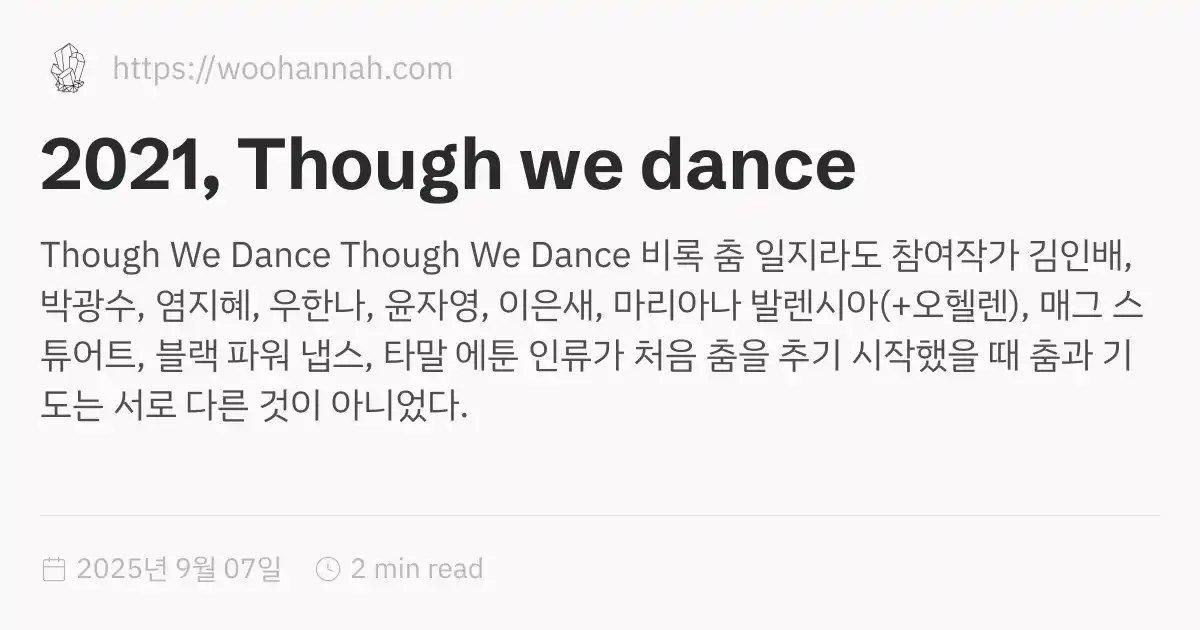 https://woohannah.com
2021, Though we dance
Though We Dance Though We Dance 비록 춤 일지라도 참여작가 김인배,
박광수, 염지혜, 우한나, 윤자영, 이은새, 마리아나 발렌시아(+오헬렌), 매그 스
튜어트, 블랙 파워 냅스, 타말 에툰 인류가 처음 춤을 추기 시작했을 때 춤과 기
도는 서로 다른 것이 아니었다.
2025년 9월 07일 2 min read